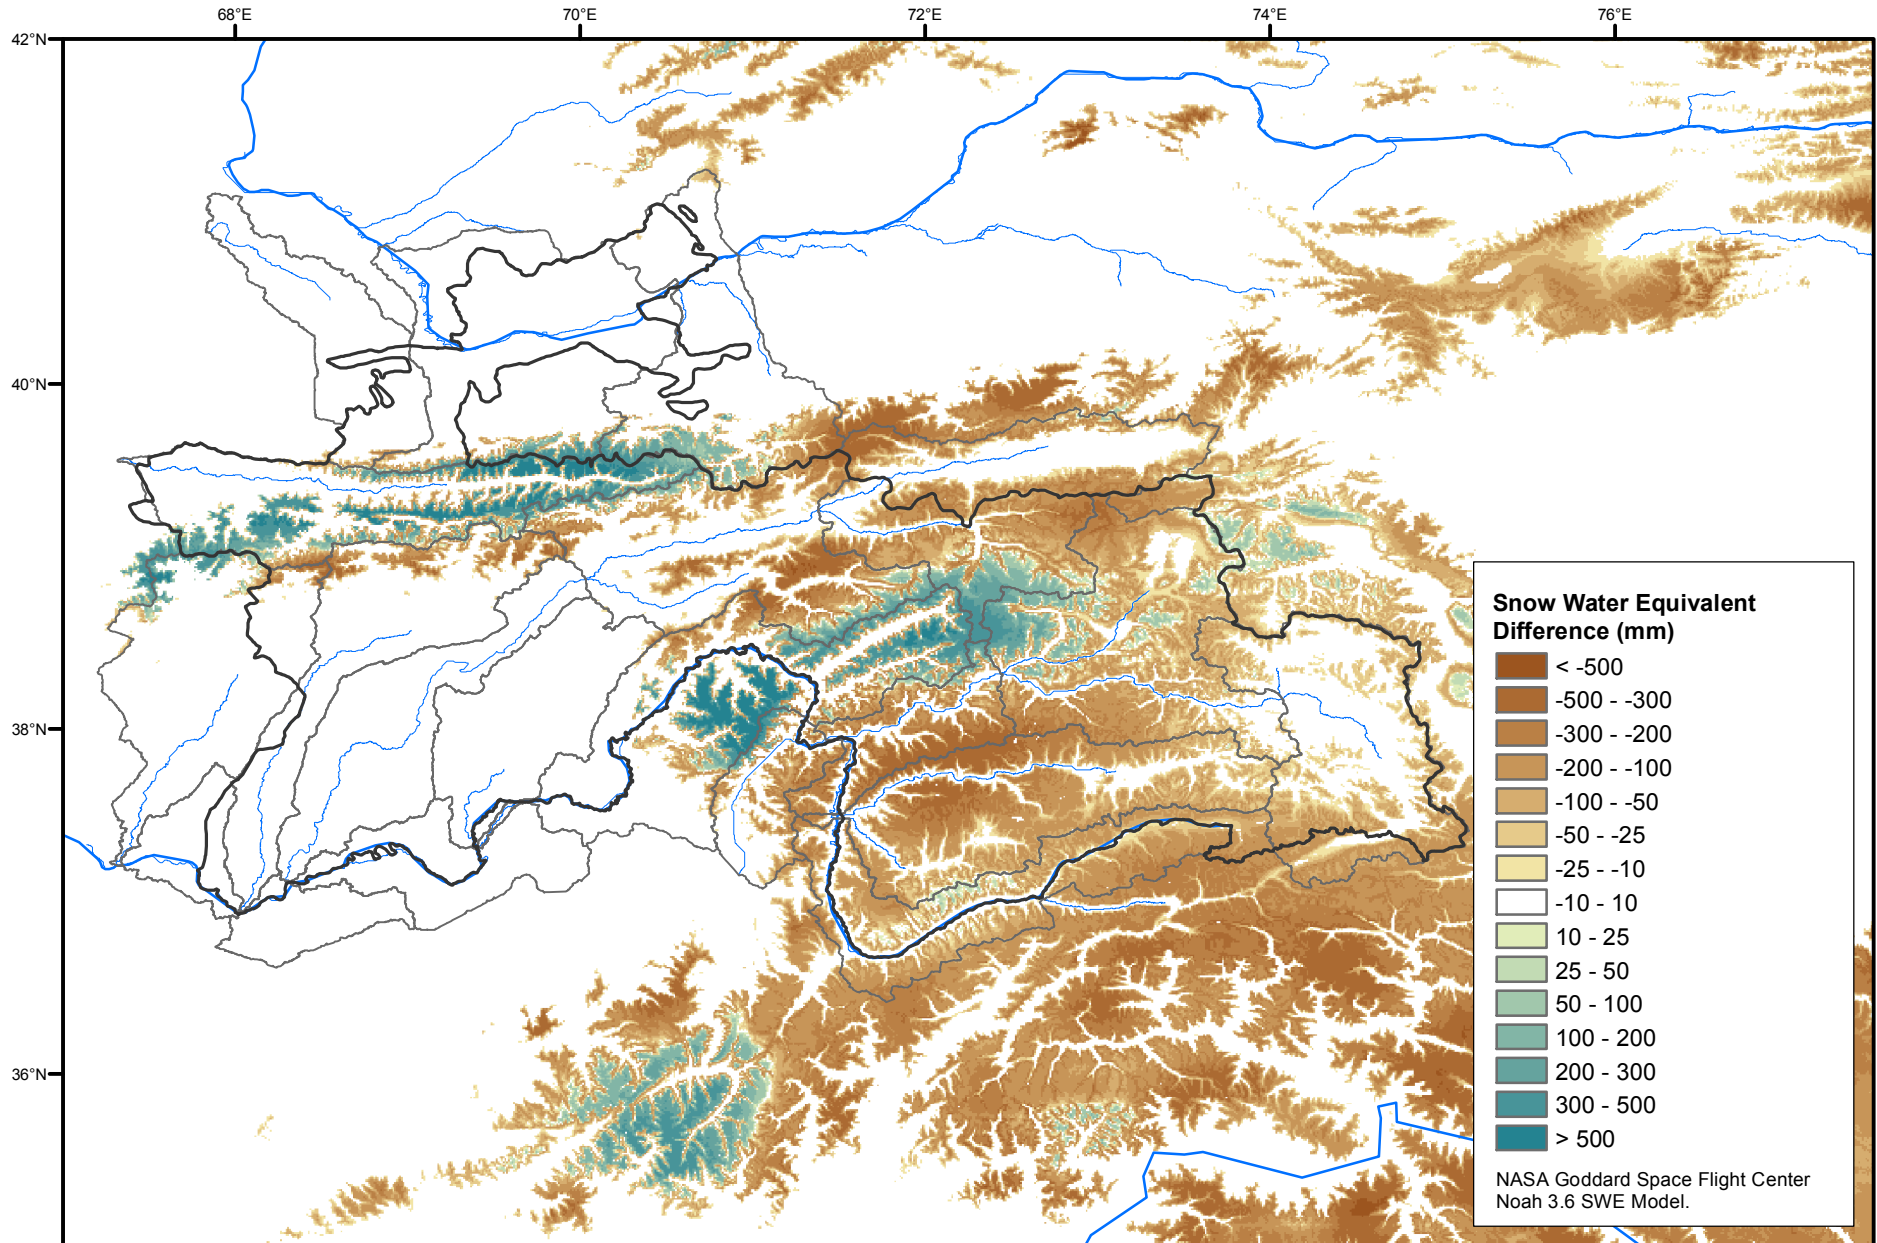 68°E 70°E 72°E 74°E 76°E
42°N
40°N
38°N
36°N
Snow Water Equivalent
Difference (mm)
< -500
-500 - -300
-300 - -200
-200 - -100
-100 - -50
-50 - -25
-25 - -10
-10 - 10
10 - 25
25 - 50
50 - 100
100 - 200
200 - 300
300 - 500
> 500
NASA Goddard Space Flight Center
Noah 3.6 SWE Model.